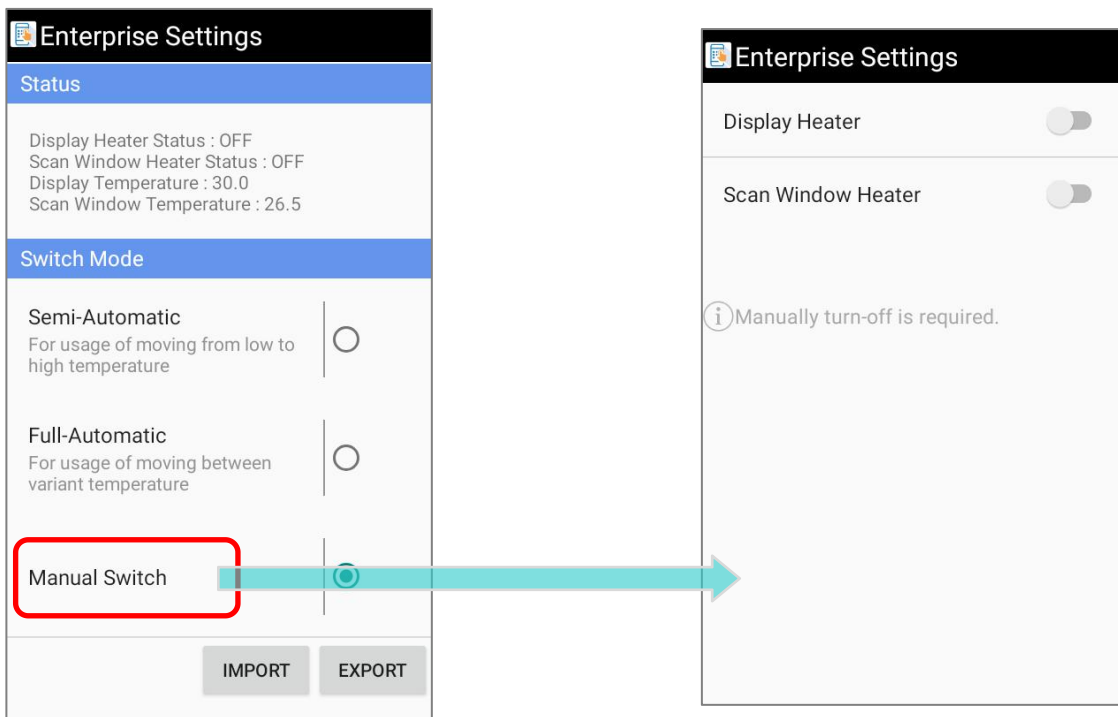 Enterprise Settings
Status
Display Heater Status : OFF
Scan Window Heater Status : OFF
Display Temperature : 30.0
Scan Window Temperature : 26.5
Switch Mode
Semi-Automatic
For usage of moving from low to
high temperature
Full-Automatic
For usage of moving between
variant temperature
Manual Switch
IMPORT EXPORT
Enterprise Settings
Display Heater
Scan Window Heater
Manually turn-off is required.